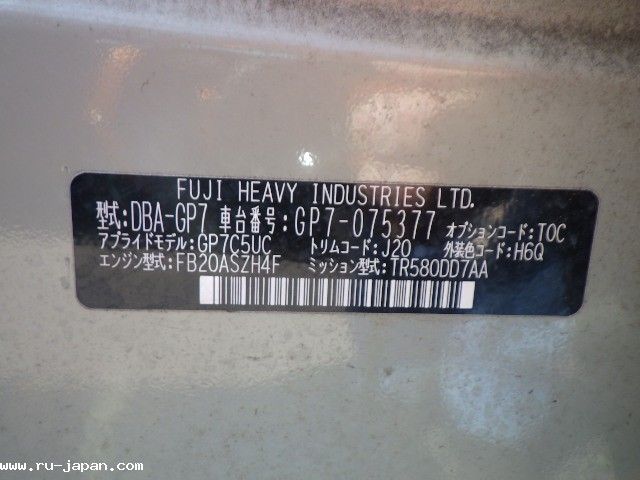 FUJI HEAVY INDUSTRIES LTD.
型式:DBA-GP7 車台番号:GP7-075377 オプションコード:TOC
アプライドモデル:GP7C5UC トリムコード:J20 外装色コード:H6Q
エンジン型式:FB20ASZH4F ミッション型式:TR580DD7AA
www.ru-japan.com